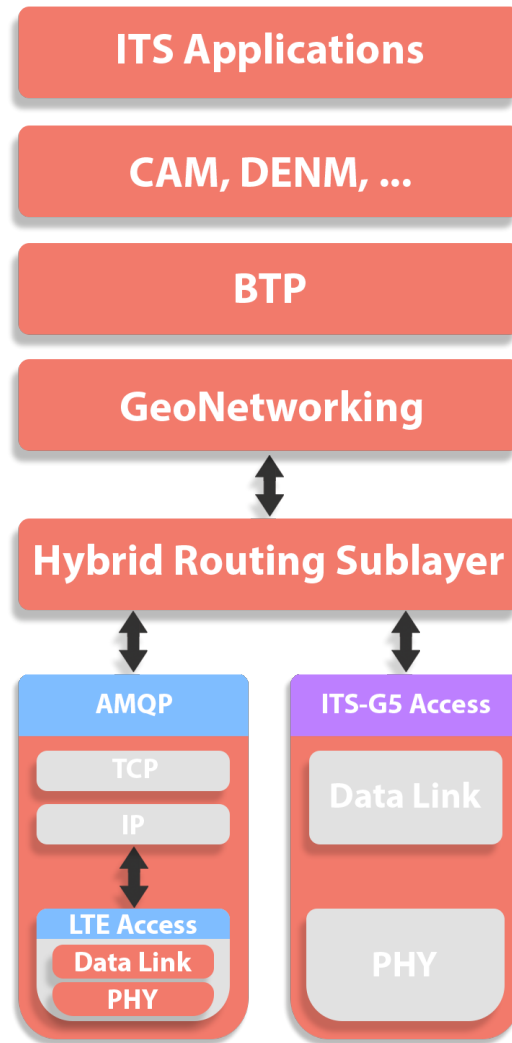 ITS Applications
CAM, DENM, ...
BTP
GeoNetworking
Hybrid Routing Sublayer
AMQP
TCP
IP
LTE Access
Data Link
PHY
ITS-G5 Access
Data Link
PHY